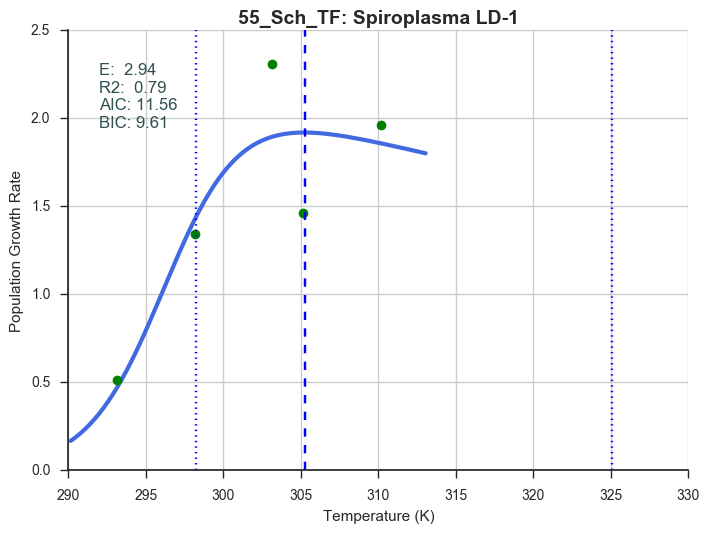 55_Sch_TF: Spiroplasma LD-1
E:  2.94
R2:  0.79
AIC: 11.56
BIC: 9.61
Population Growth Rate
2.5
2.0
1.5
1.0
0.5
0.0
290 295 300 305 310 315 320 325 330
Temperature (K)